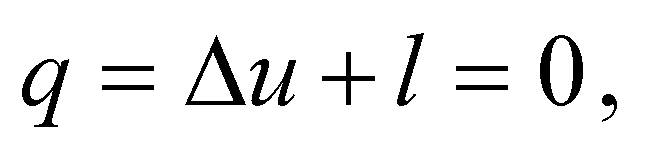 q = Δu + l = 0,